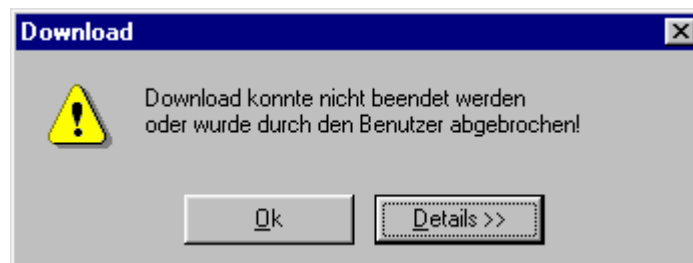 Download
Download konnte nicht beendet werden
oder wurde durch den Benutzer abgebrochen!
Ok
Details >>